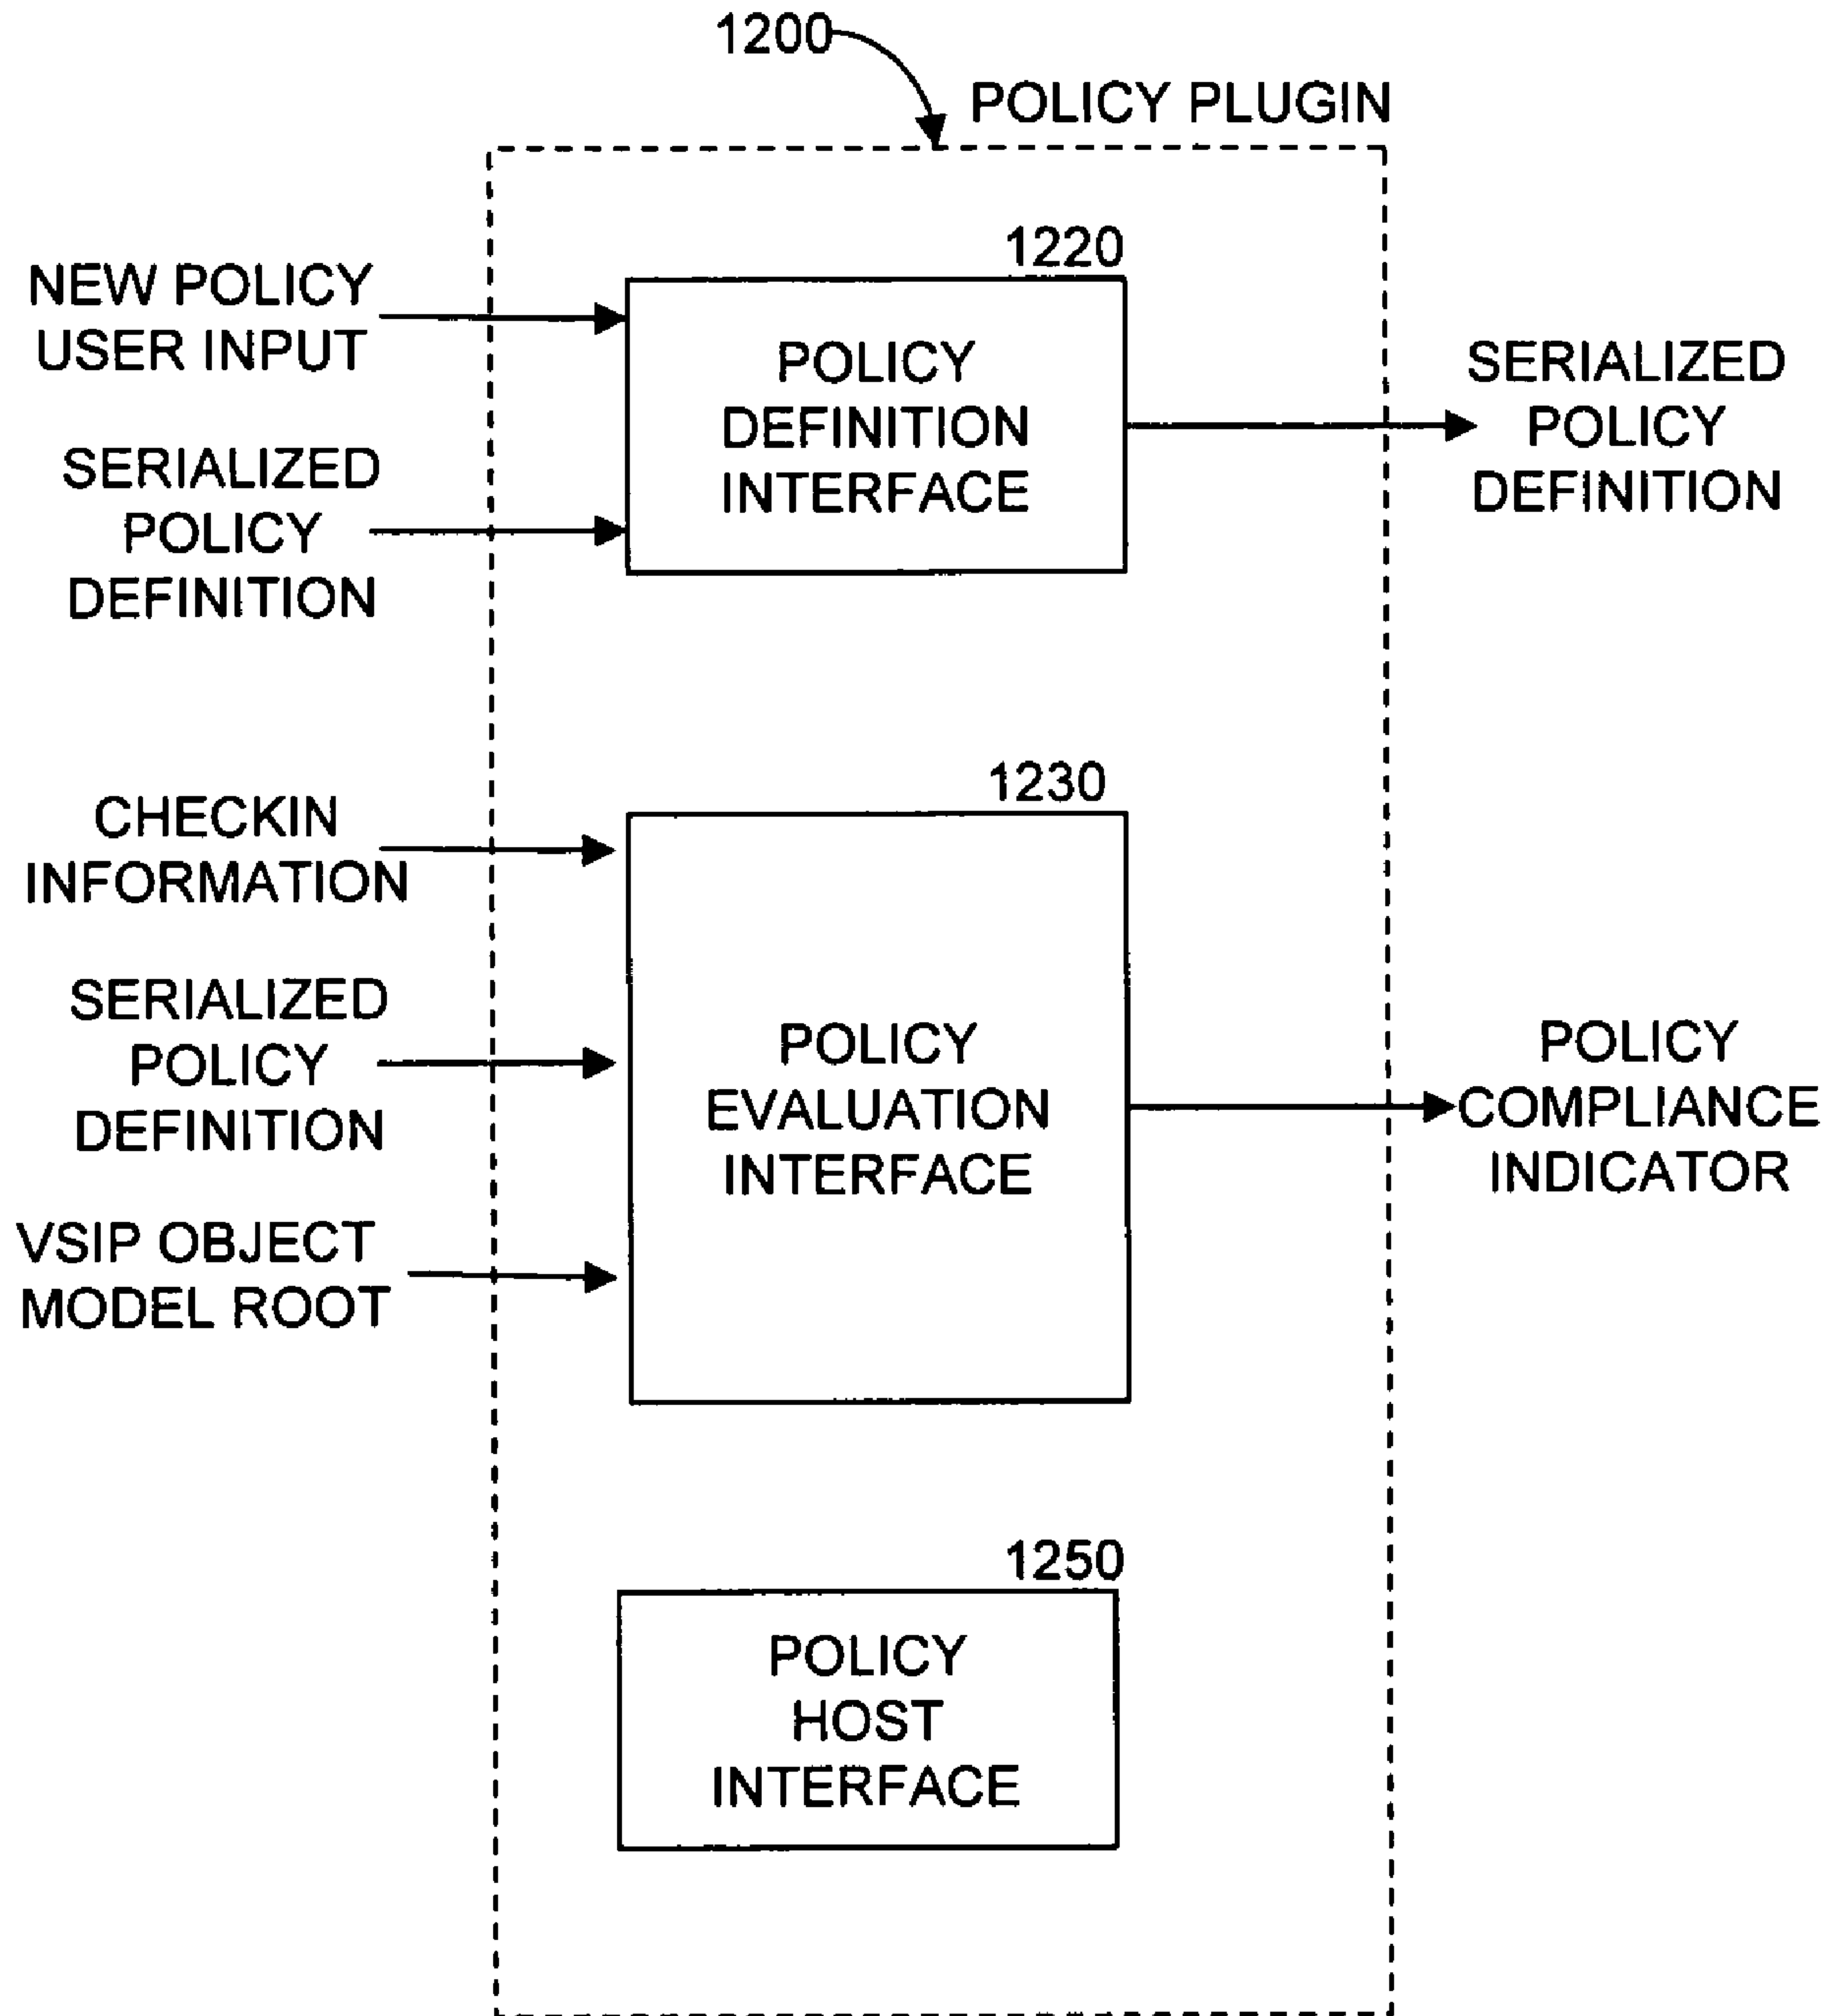 1200
POLICY PLUGIN
1220
NEW POLICY
USER INPUT
SERIALIZED
POLICY
DEFINITION
POLICY
DEFINITION
INTERFACE
SERIALIZED
POLICY
DEFINITION
1230
CHECKIN
INFORMATION
SERIALIZED
POLICY
DEFINITION
VSIP OBJECT
MODEL ROOT
POLICY
EVALUATION
INTERFACE
POLICY
COMPLIANCE
INDICATOR
1250
POLICY
HOST
INTERFACE